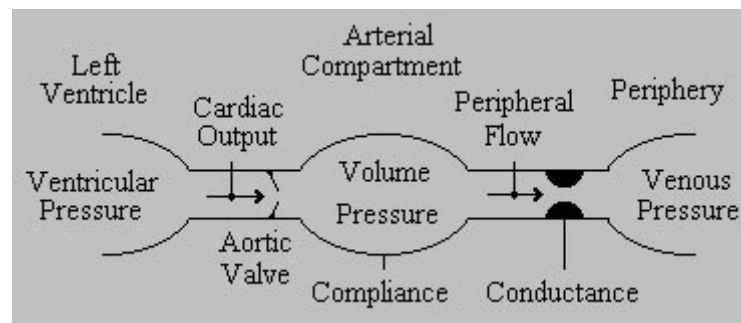 Left
Ventricle
Cardiac
Output
Arterial
Compartment
Peripheral
Flow
Periphery
Ventricular
Pressure
Volume
Pressure
Venous
Pressure
Aortic
Valve
Compliance
Conductance